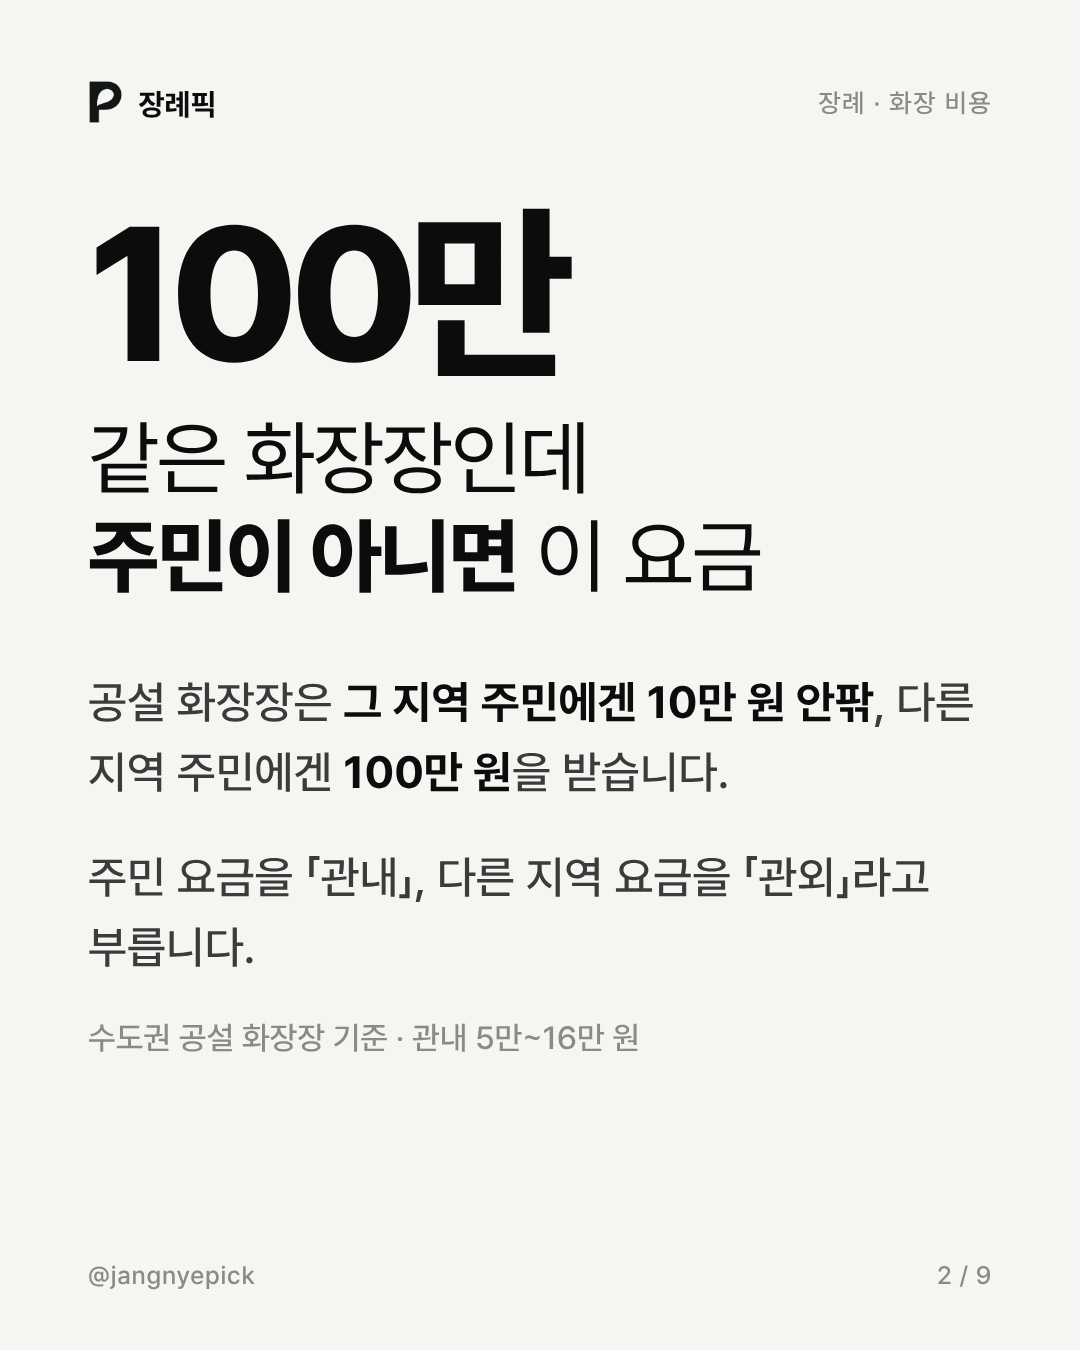 장례픽
장례 · 화장 비용
100만
같은 화장장인데
주민이 아니면 이 요금
공설 화장장은 그 지역 주민에겐 10만 원 안팎, 다른
지역 주민에겐 100만 원을 받습니다.
주민 요금을 「관내」, 다른 지역 요금을 「관외」라고
부릅니다.
수도권 공설 화장장 기준 · 관내 5만~16만 원
@jangnyepick
2 / 9